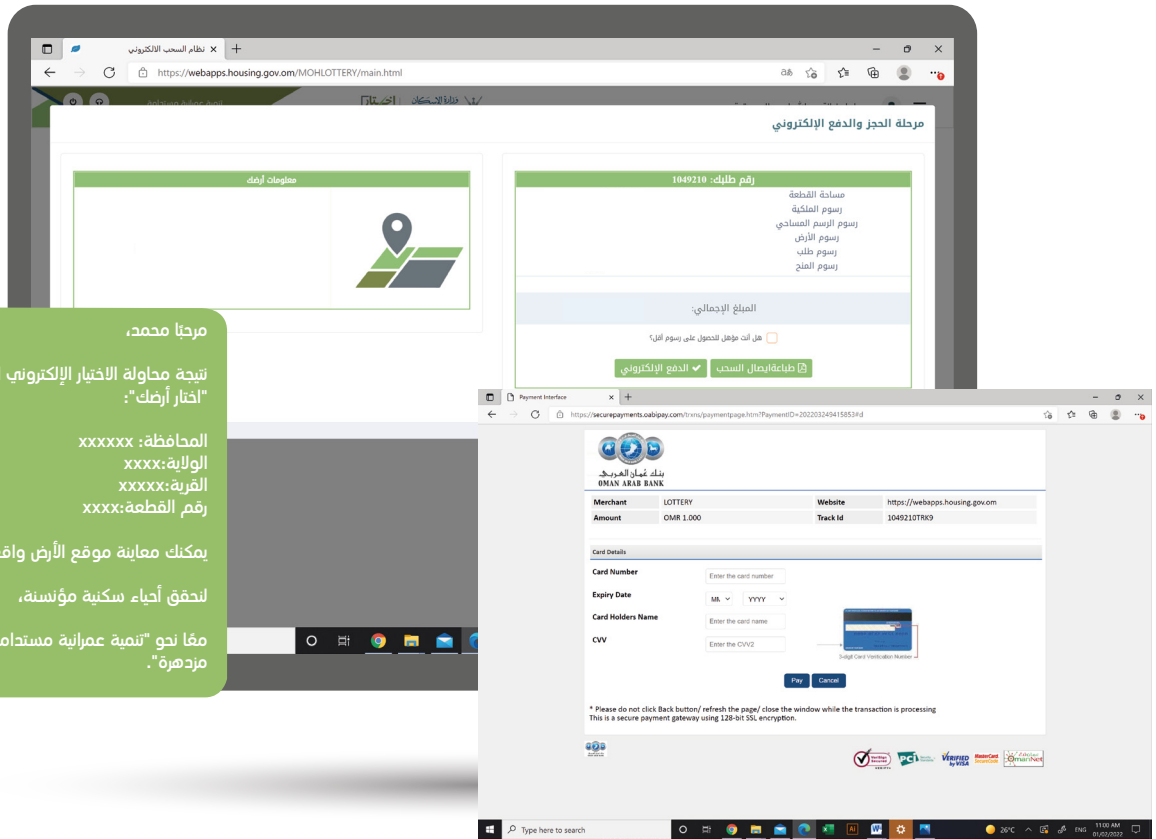 نظام السحب الالكتروني
https://webapps.housing.gov.om/MOHLOTTERY/main.html
مرحلة الحجز والدفع الإلكتروني
رقم طلبك: 1049210
مساحة القطعة
رسوم الملكية
رسوم الرسم المساحي
رسوم الأرض
رسوم طلب
رسوم المنح
المبلغ الإجمالي:
هل أنت مؤهل للحصول على رسوم أقل؟
طباعةايصال السحب
الدفع الإلكتروني
معلومات أرضك
مرحبًا محمد،
نتيجة محاولة الاختيار الإلكتروني
"اختار أرضك":
المحافظة: xxxxxx
الولاية:xxxx
القرية:xxxxx
رقم القطعة:xxxx
يمكنك معاينة موقع الأرض
لنحقق أحياء سكنية مؤنسنة،
معًا نحو "تنمية عمرانية
مزدهرة".
Payment Interface
https://securepayments.oabipay.com/trxns/paymentpage.htm?PaymentID=202203249415853#d
بنك عُمان العربي
OMAN ARAB BANK
Merchant LOTTERY Website https://webapps.housing.gov.om
Amount OMR 1.000 Track Id 1049210TRK9
Card Details
Card Number Enter the card number
Expiry Date YYYY
Card Holders Name Enter the card name
CVV Enter the CVV2
3-digit Card Verification Number
Pay Cancel
* Please do not click Back button/ refresh the page/ close the window while the transaction is processing
This is a secure payment gateway using 128-bit SSL encryption.
VeriSign Secured
PCI
VERIFIED by VISA
MasterCard SecureCode
OmanNet
Type here to search
26°C
ENG
11:00 AM
01/02/2022